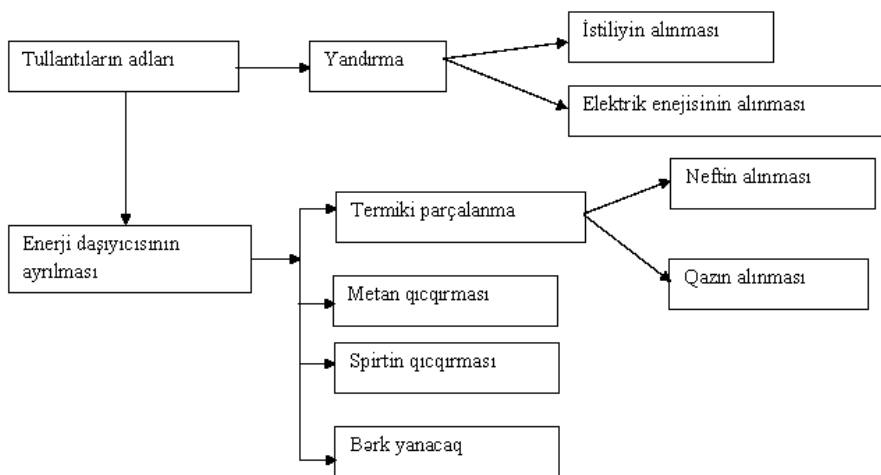 Tullantıların adları
Yandırma
İstiliyin alınması
Elektrik enejisinin alınması
Enerji daşıyıcısının
ayrılması
Termiki parçalanma
Neftin alınması
Qazın alınması
Metan qıcqırması
Spirtin qıcqırması
Bərk yanacaq